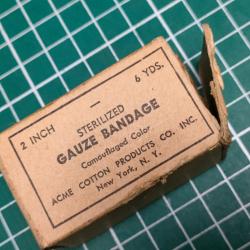 2 INCH
6 YDS.
STERILIZED
GAUZE BANDAGE
Camouflaged Color
ACME COTTON PRODUCTS CO. INC.
New York, N. Y.